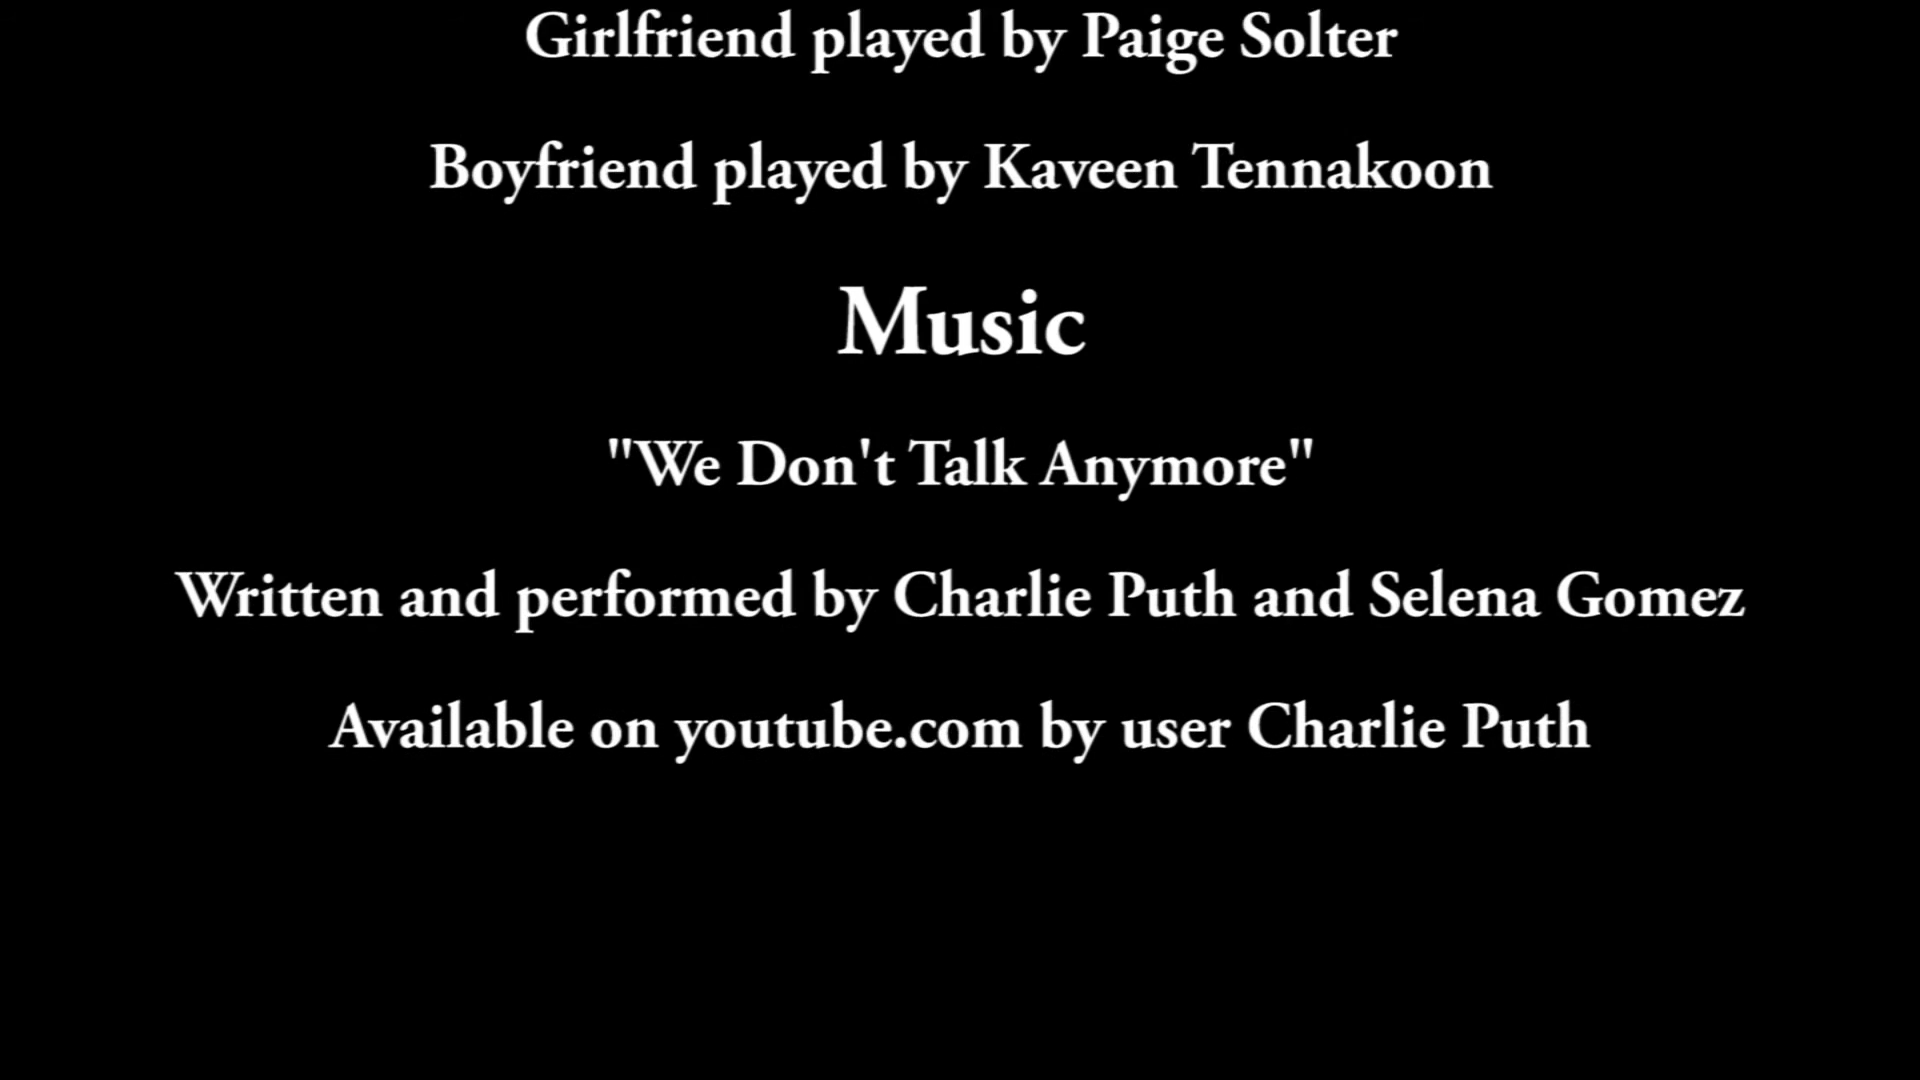 Girlfriend played by Paige Solter
Boyfriend played by Kaveen Tennakoon
Music
"We Don't Talk Anymore"
Written and performed by Charlie Puth and Selena Gomez
Available on youtube.com by user Charlie Puth